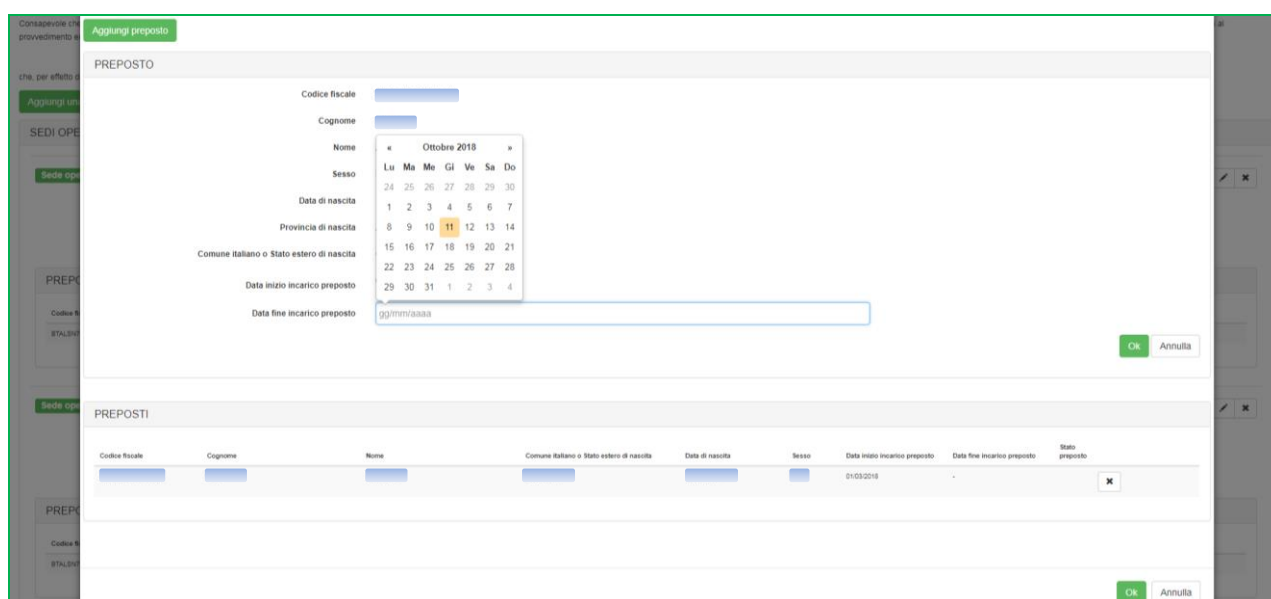 Consapevole che
provvedimento e
che, per effetto d
Aggiungi un
SEDI OPE
Sede ope
PREPO
Codice fi
Sede ope
PREPO
Codice fi
Aggiungi preposto
PREPOSTO
Codice fiscale
Cognome
Nome
Sesso
Data di nascita
Provincia di nascita
Comune italiano o Stato estero di nascita
Data inizio incarico preposto
Data fine incarico preposto
« Ottobre 2018 »
Lu Ma Me Gi Ve Sa Do
24 25 26 27 28 29 30
1 2 3 4 5 6 7
8 9 10 11 12 13 14
15 16 17 18 19 20 21
22 23 24 25 26 27 28
29 30 31 1 2 3 4
gg/mm/aaaa
Ok Annulla
PREPOSTI
Codice fiscale Cognome Nome Comune italiano o Stato estero di nascita Data di nascita Sesso Data inizio incarico preposto Data fine incarico preposto Stato preposto
01/03/2018 -
Ok Annulla